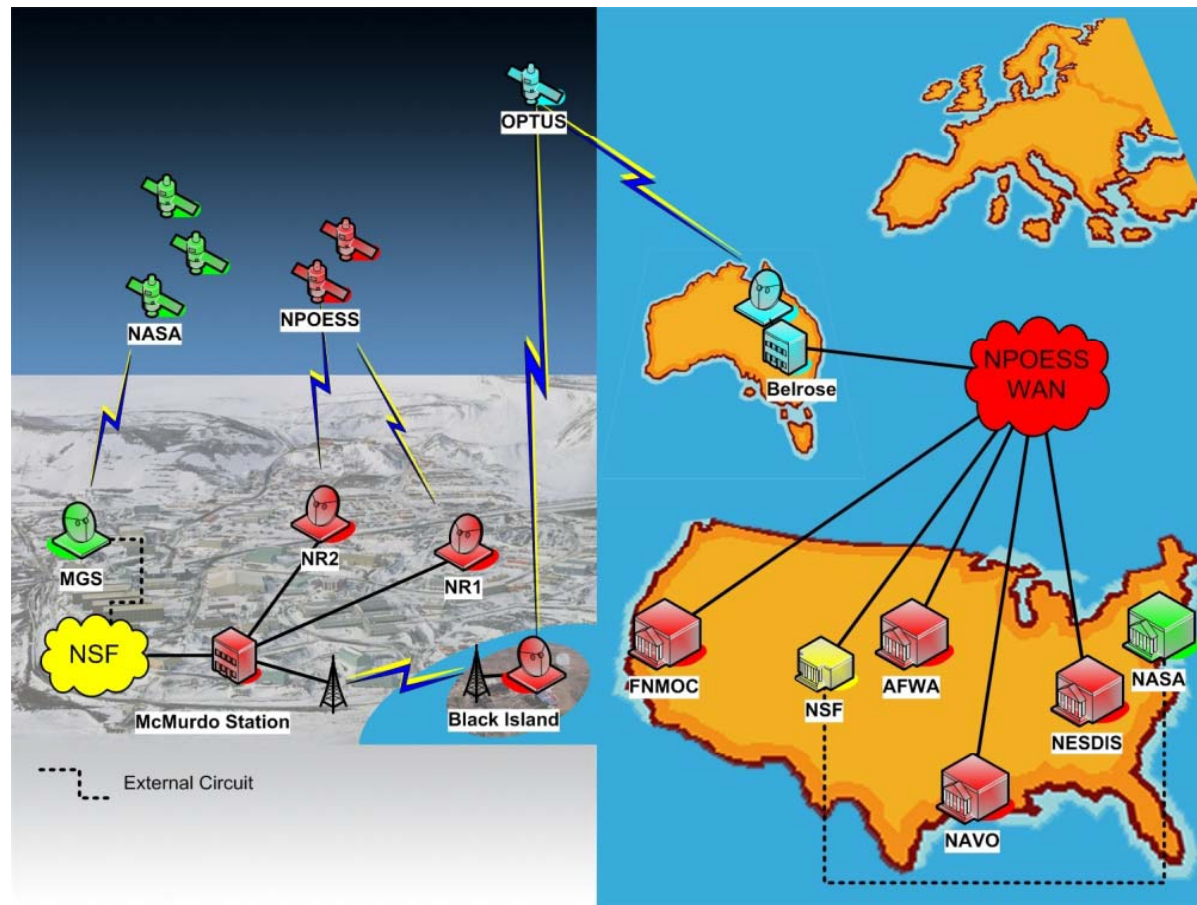 OPTUS
NASA
NPOESS
Belrose
NPOESS
WAN
MGS
NR2
NR1
NSF
McMurdo Station
Black Island
External Circuit
FNMOC
NSF
AFWA
NESDIS
NASA
NAVO